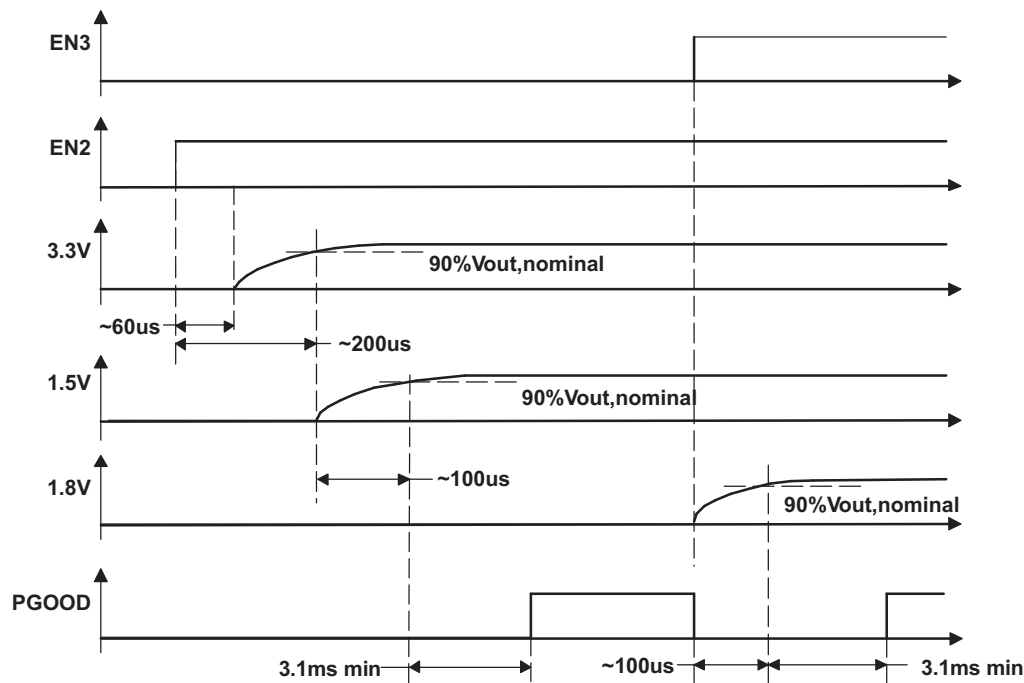 EN3
EN2
3.3V
90%Vout,nominal
~60us
~200us
1.5V
90%Vout,nominal
~100us
1.8V
90%Vout,nominal
PGOOD
3.1ms min
~100us
3.1ms min